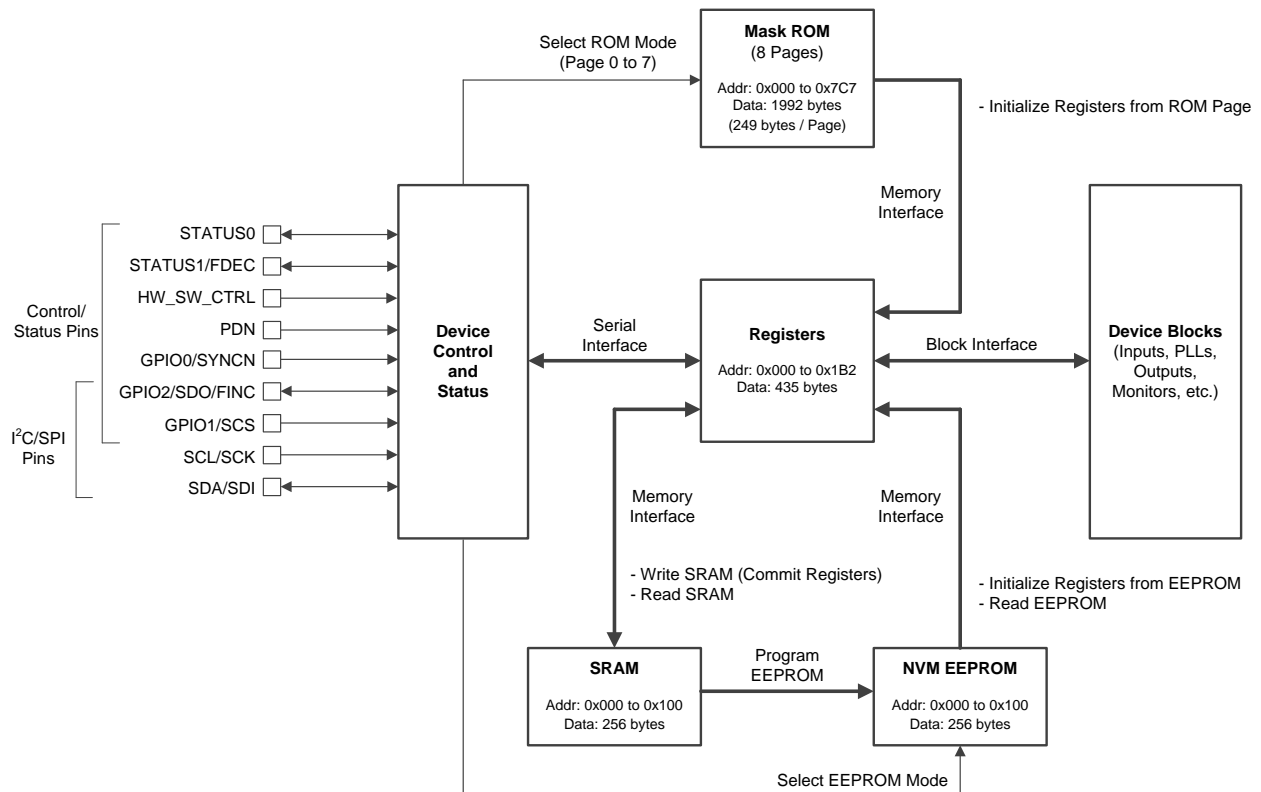 Mask ROM
(8 Pages)
Addr: 0x000 to 0x7C7
Data: 1992 bytes
(249 bytes / Page)
Select ROM Mode
(Page 0 to 7)
- Initialize Registers from ROM Page
Memory
Interface
Control/
Status Pins
I²C/SPI
Pins
STATUS0
STATUS1/FDEC
HW_SW_CTRL
PDN
GPIO0/SYNCN
GPIO2/SDO/FINC
GPIO1/SCS
SCL/SCK
SDA/SDI
Device
Control
and
Status
Serial
Interface
Registers
Addr: 0x000 to 0x1B2
Data: 435 bytes
Block Interface
Device Blocks
(Inputs, PLLs,
Outputs,
Monitors, etc.)
Memory
Interface
- Write SRAM (Commit Registers)
- Read SRAM
Memory
Interface
- Initialize Registers from EEPROM
- Read EEPROM
SRAM
Addr: 0x000 to 0x100
Data: 256 bytes
Program
EEPROM
NVM EEPROM
Addr: 0x000 to 0x100
Data: 256 bytes
Select EEPROM Mode